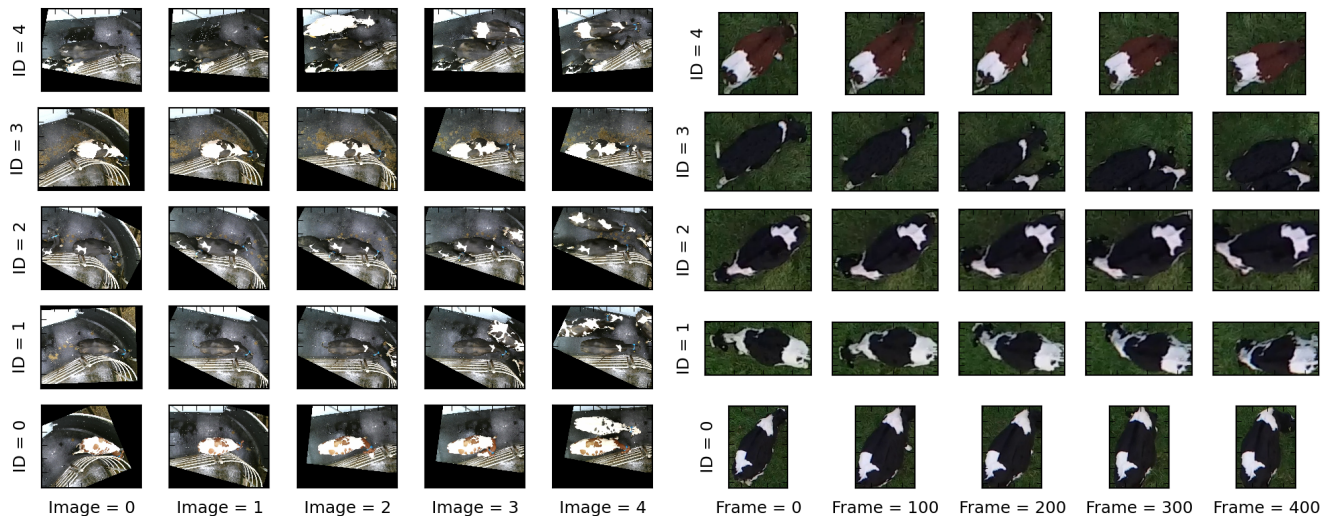 ID = 4
ID = 3
ID = 2
ID = 1
ID = 0
Image = 0 Image = 1 Image = 2 Image = 3 Image = 4
ID = 4
ID = 3
ID = 2
ID = 1
ID = 0
Frame = 0 Frame = 100 Frame = 200 Frame = 300 Frame = 400